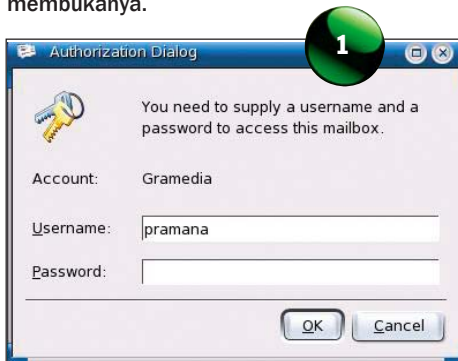 membukanya.
Authorization Dialog
1
You need to supply a username and a
password to access this mailbox.
Account: Gramedia
Username: pramana
Password:
OK Cancel